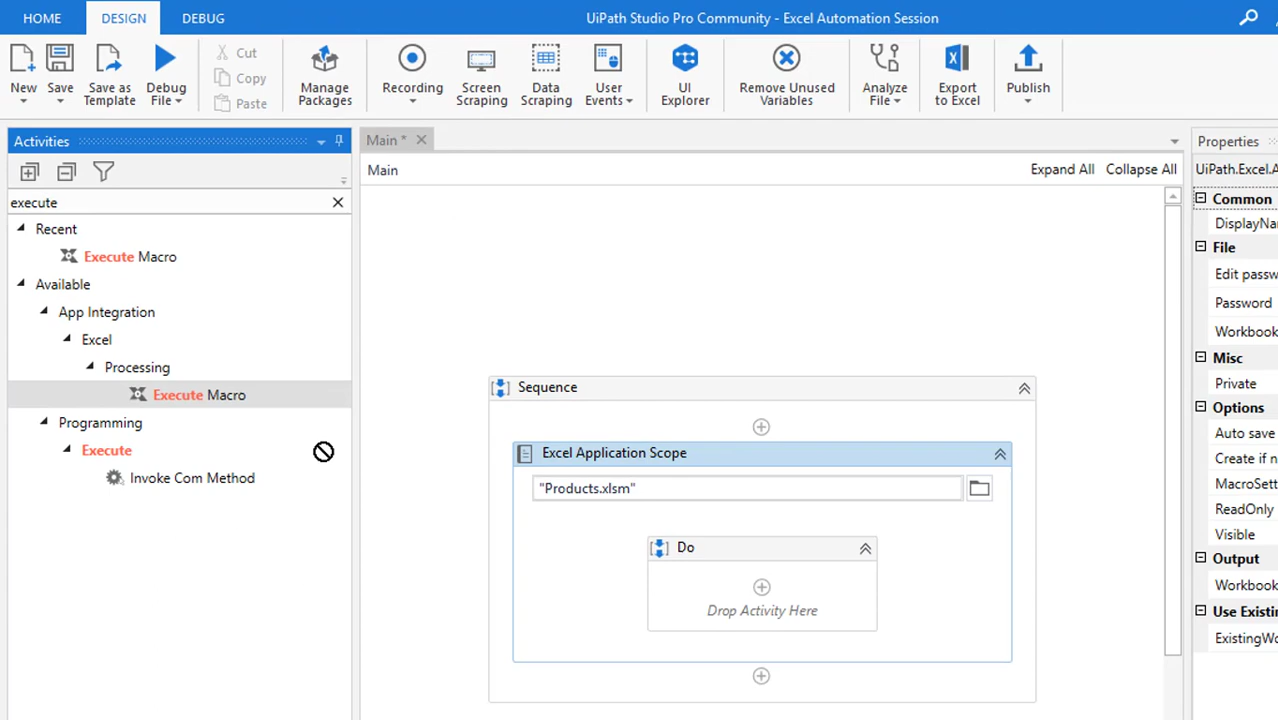 HOME
DESIGN
DEBUG
UiPath Studio Pro Community - Excel Automation Session
New
Save
Save as Template
Debug File
Cut
Copy
Paste
Manage Packages
Recording
Screen Scraping
Data Scraping
User Events
UI Explorer
Remove Unused Variables
Analyze File
Export to Excel
Publish
Activities
execute
Recent
Execute Macro
Available
App Integration
Excel
Processing
Execute Macro
Programming
Execute
Invoke Com Method
Main *
Main
Expand All
Collapse All
Sequence
Excel Application Scope
"Products.xlsm"
Do
Drop Activity Here
Properties
UiPath.Excel.A
Common
DisplayNa
File
Edit passw
Password
Workbook
Misc
Private
Options
Auto save
Create if n
MacroSett
ReadOnly
Visible
Output
Workbook
Use Existin
ExistingWo